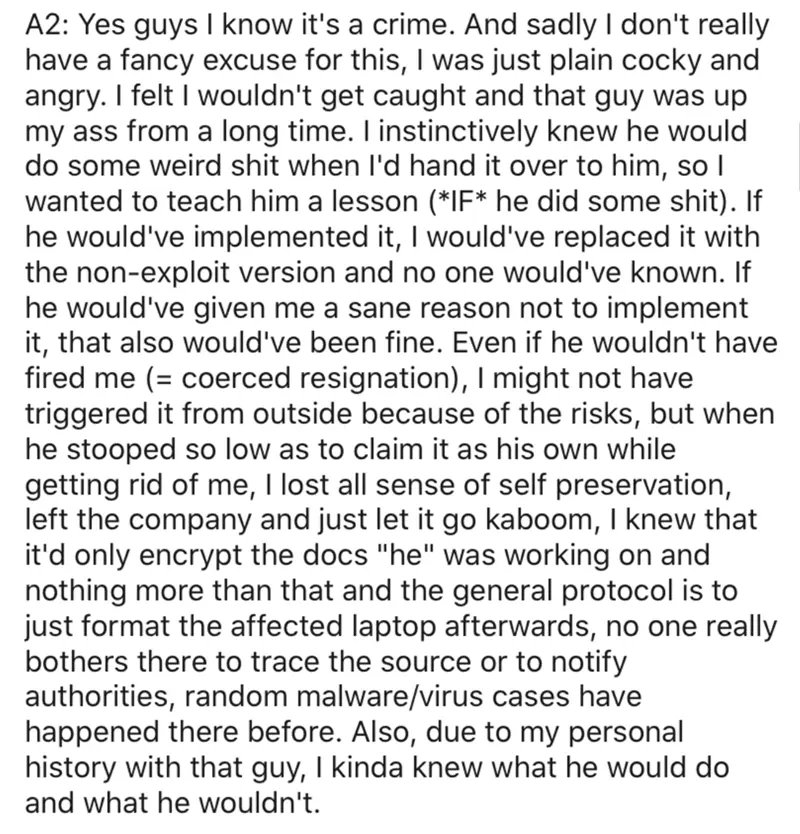 A2: Yes guys I know it's a crime. And sadly I don't really
have a fancy excuse for this, I was just plain cocky and
angry. I felt I wouldn't get caught and that guy was up
my ass from a long time. I instinctively knew he would
do some weird shit when I'd hand it over to him, so I
wanted to teach him a lesson (*IF* he did some shit). If
he would've implemented it, I would've replaced it with
the non-exploit version and no one would've known. If
he would've given me a sane reason not to implement
it, that also would've been fine. Even if he wouldn't have
fired me (= coerced resignation), I might not have
triggered it from outside because of the risks, but when
he stooped so low as to claim it as his own while
getting rid of me, I lost all sense of self preservation,
left the company and just let it go kaboom, I knew that
it'd only encrypt the docs "he" was working on and
nothing more than that and the general protocol is to
just format the affected laptop afterwards, no one really
bothers there to trace the source or to notify
authorities, random malware/virus cases have
happened there before. Also, due to my personal
history with that guy, I kinda knew what he would do
and what he wouldn't.